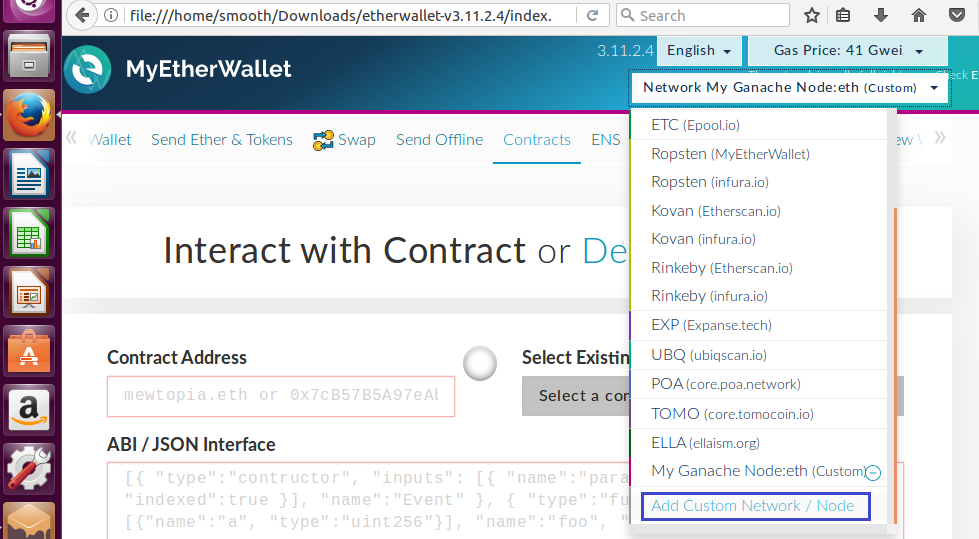 file:///home/smooth/Downloads/etherwallet-v3.11.2.4/index.
Search
MyEtherWallet
3.11.2.4
English
Gas Price: 41 Gwei
Check E
Network My Ganache Node:eth (Custom)
« Wallet
Send Ether & Tokens
Swap
Send Offline
Contracts
ENS
»
Interact with Contract or De
ETC (Epool.io)
Ropsten (MyEtherWallet)
Ropsten (infura.io)
Kovan (Etherscan.io)
Kovan (infura.io)
Rinkeby (Etherscan.io)
Rinkeby (infura.io)
EXP (Expanse.tech)
UBQ (ubiqscan.io)
POA (core.poa.network)
TOMO (core.tomocoin.io)
ELLA (ellaism.org)
My Ganache Node:eth (Custom)
Add Custom Network / Node
Contract Address
mewtopia.eth or 0x7cB57B5A97eAb
Select Existin
Select a con
ABI / JSON Interface
[{ "type":"contructor", "inputs": [{ "name":"para
"indexed":true }], "name":"Event" }, { "type":"fu
[{"name":"a", "type":"uint256"}], "name":"foo", "